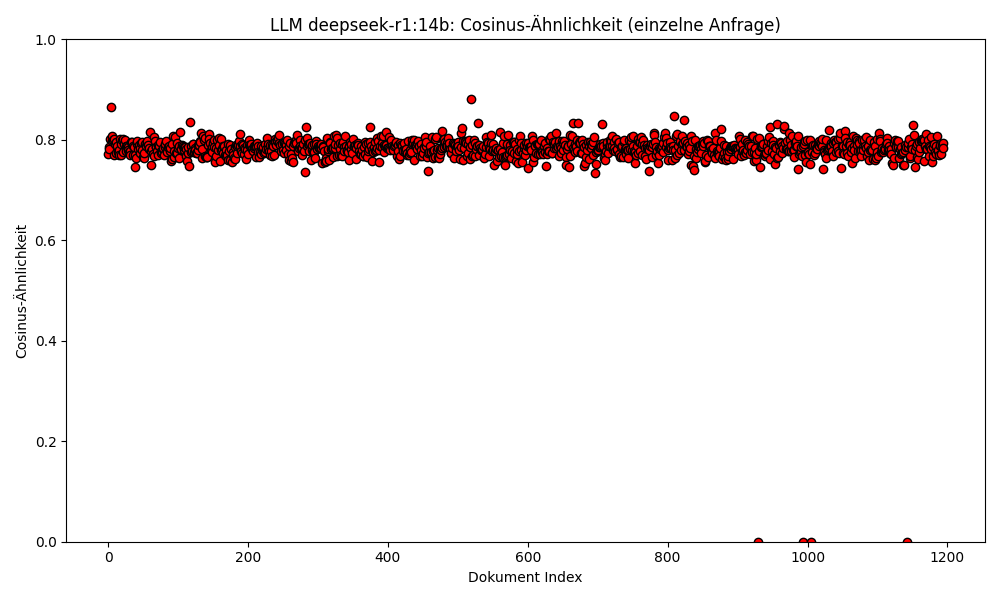 LLM deepseek-r1:14b: Cosinus-Ähnlichkeit (einzelne Anfrage)
1.0
0.8
0.6
0.4
0.2
0.0
Cosinus-Ähnlichkeit
0 200 400 600 800 1000 1200
Dokument Index